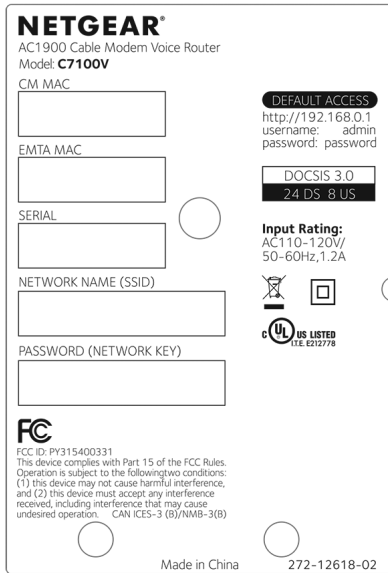 NETGEAR®
AC1900 Cable Modem Voice Router
Model: C7100V
CM MAC
EMTA MAC
SERIAL
NETWORK NAME (SSID)
PASSWORD (NETWORK KEY)
DEFAULT ACCESS
http://192.168.0.1
username: admin
password: password
DOCSIS 3.0
24 DS 8 US
Input Rating:
AC110-120V/
50-60Hz,1.2A
c UL US LISTED
I.T.E. E212778
FC
FCC ID: PY315400331
This device complies with Part 15 of the FCC Rules.
Operation is subject to the followingtwo conditions:
(1) this device may not cause harmful interference,
and (2) this device must accept any interference
received, including interference that may cause
undesired operation. CAN ICES-3 (B)/NMB-3(B)
Made in China
272-12618-02